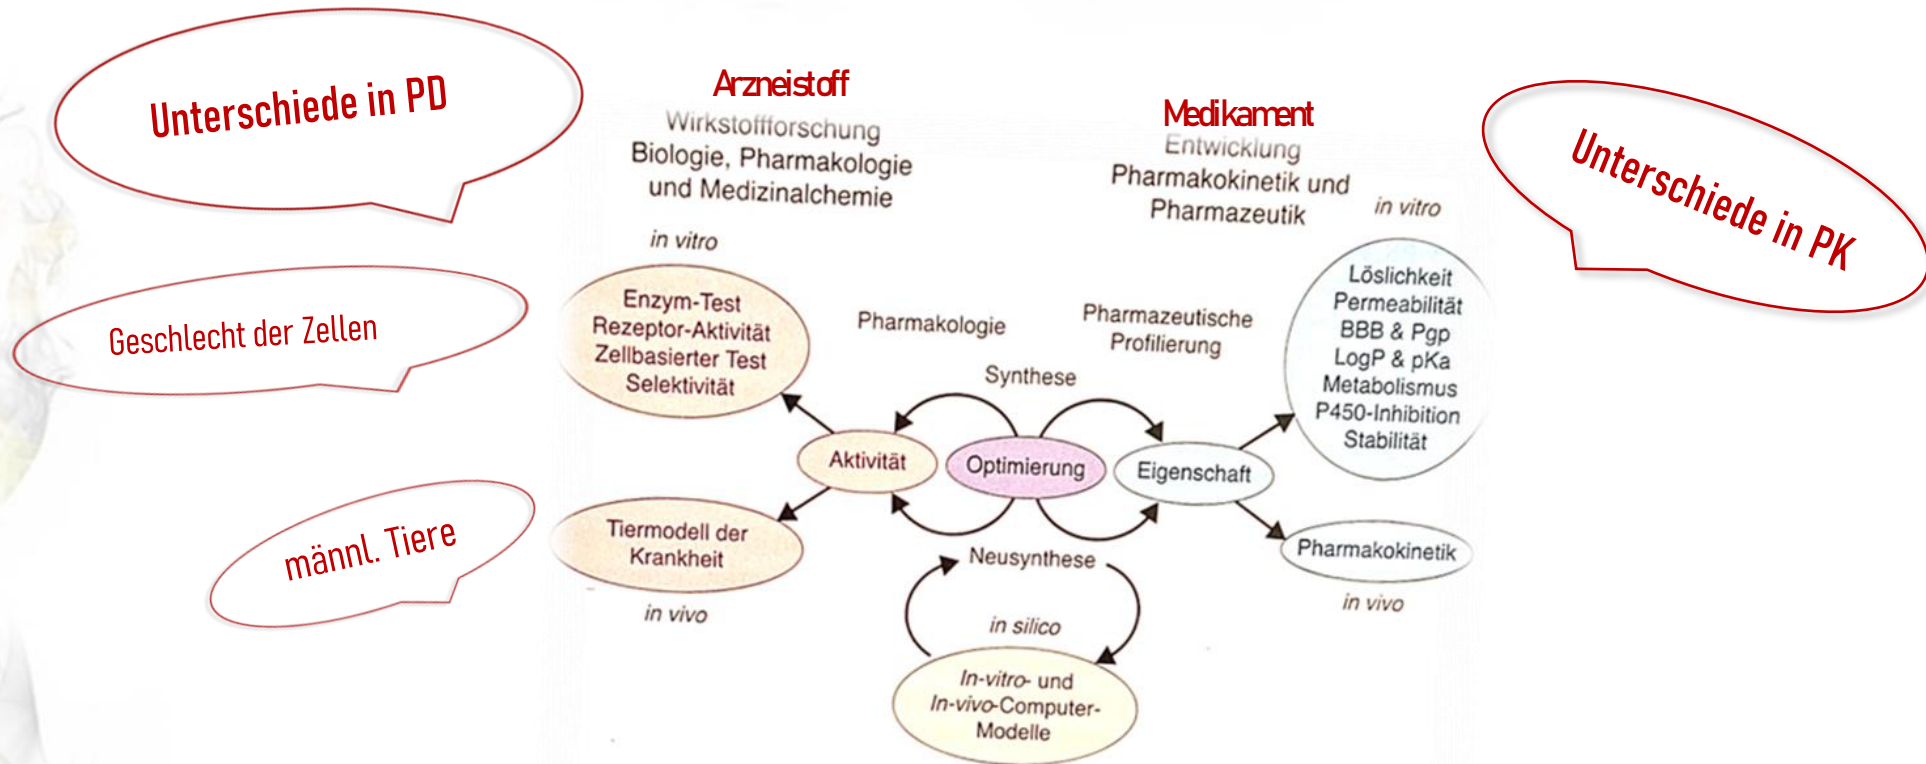 Unterschiede in PD
Geschlecht der Zellen
männl. Tiere
Arzneistoff
Wirkstoffforschung
Biologie, Pharmakologie
und Medizinalchemie
in vitro
Enzym-Test
Rezeptor-Aktivität
Zellbasierter Test
Selektivität
Pharmakologie
Aktivität
Tiermodell der
Krankheit
in vivo
Synthese
Optimierung
Neusynthese
in silico
In-vitro- und
In-vivo-Computer-
Modelle
Medikament
Entwicklung
Pharmakokinetik und
Pharmazeutik
in vitro
Pharmazeutische
Profilierung
Eigenschaft
Löslichkeit
Permeabilität
BBB & Pgp
LogP & pKa
Metabolismus
P450-Inhibition
Stabilität
Pharmakokinetik
in vivo
Unterschiede in PK